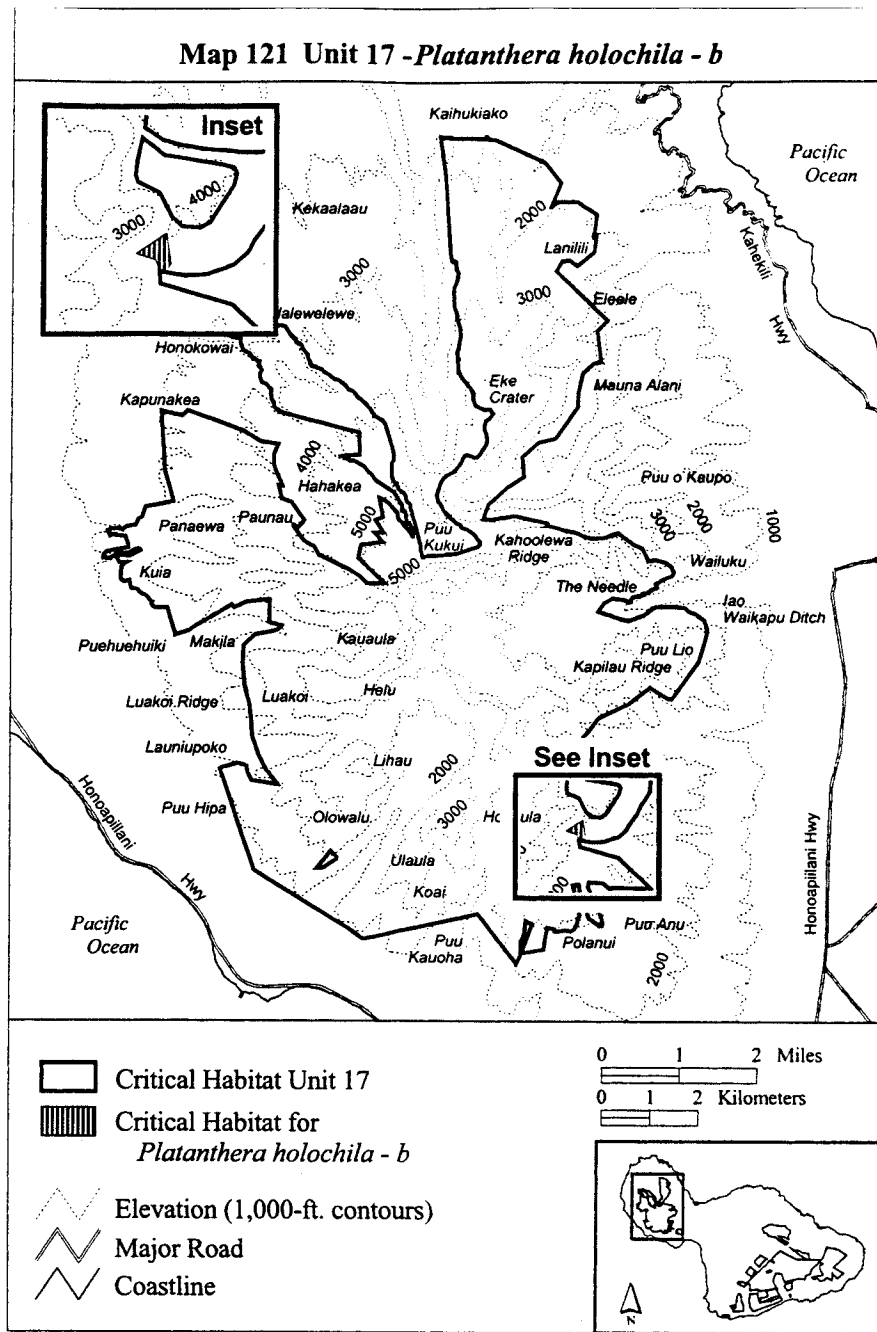 Map 121 Unit 17 -Platanthera holochila - b
Inset
4000
3000
Kaihukiako
Pacific
Ocean
Kekaalaau
2000
Lanilili
Kahekili
Hwy
3000
3000
Eleele
Honokowai
Eke
Crater
Mauna Alani
Kapunakea
4000
Hahakea
Puu o Kaupo
Panaewa
Paunau
5000
Puu
Kukui
Kahoolewa
Ridge
3000
2000
1000
Wailuku
Kuia
5000
The Needle
Iao
Waikapu Ditch
Puehuehuiki
Makila
Kauaula
Puu Lio
Kapilau Ridge
Luakoi Ridge
Luakoi
Helu
Launiupoko
Lihau
2000
See Inset
Honoapiilani
Hwy
Puu Hipa
Olowalu
3000
Ulaula
Koai
Honoapiilani Hwy
Pacific
Ocean
Puu
Kauoha
Polanui
Puu Anu
2000
Critical Habitat Unit 17
Critical Habitat for
Platanthera holochila - b
Elevation (1,000-ft. contours)
Major Road
Coastline
0 1 2 Miles
0 1 2 Kilometers
N